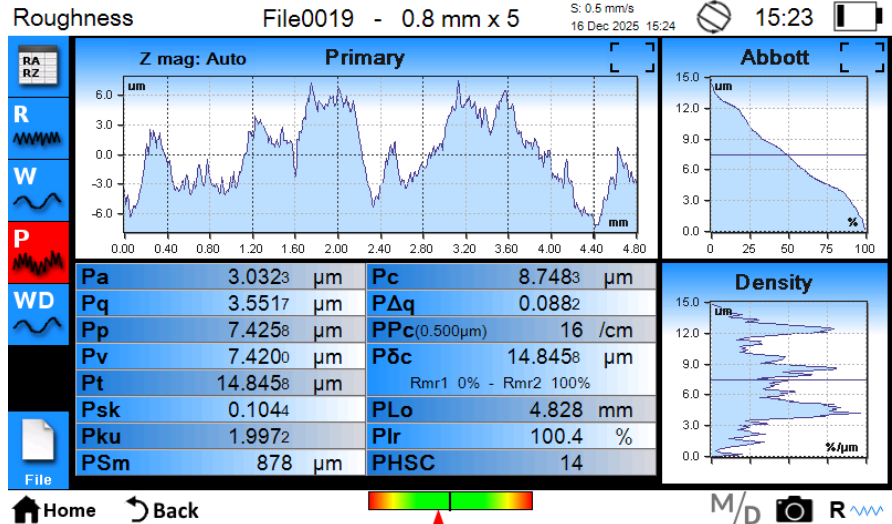 Roughness File0019 - 0.8 mm x 5 S: 0.5 mm/s 15:23
16 Dec 2025 15:24
RA
RZ
R
W
P
WD
File
Z mag: Auto Primary
um
6.0
3.0
0.0
-3.0
-6.0
mm
0.00 0.40 0.80 1.20 1.60 2.00 2.40 2.80 3.20 3.60 4.00 4.40 4.80
Abbott
15.0
um
12.0
9.0
6.0
3.0
%
0.0
0 25 50 75 100
Pa 3.0323 µm
Pq 3.5517 µm
Pp 7.4258 µm
Pv 7.4200 µm
Pt 14.8458 µm
Psk 0.1044
Pku 1.9972
PSm 878 µm
Pc 8.7483 µm
PΔq 0.0882
PPc(0.500µm) 16 /cm
Pδc 14.8458 µm
Rmr1 0% - Rmr2 100%
PLo 4.828 mm
Plr 100.4 %
PHSC 14
Density
15.0
um
12.0
9.0
6.0
3.0
%/µm
0.0
Home Back M/D R